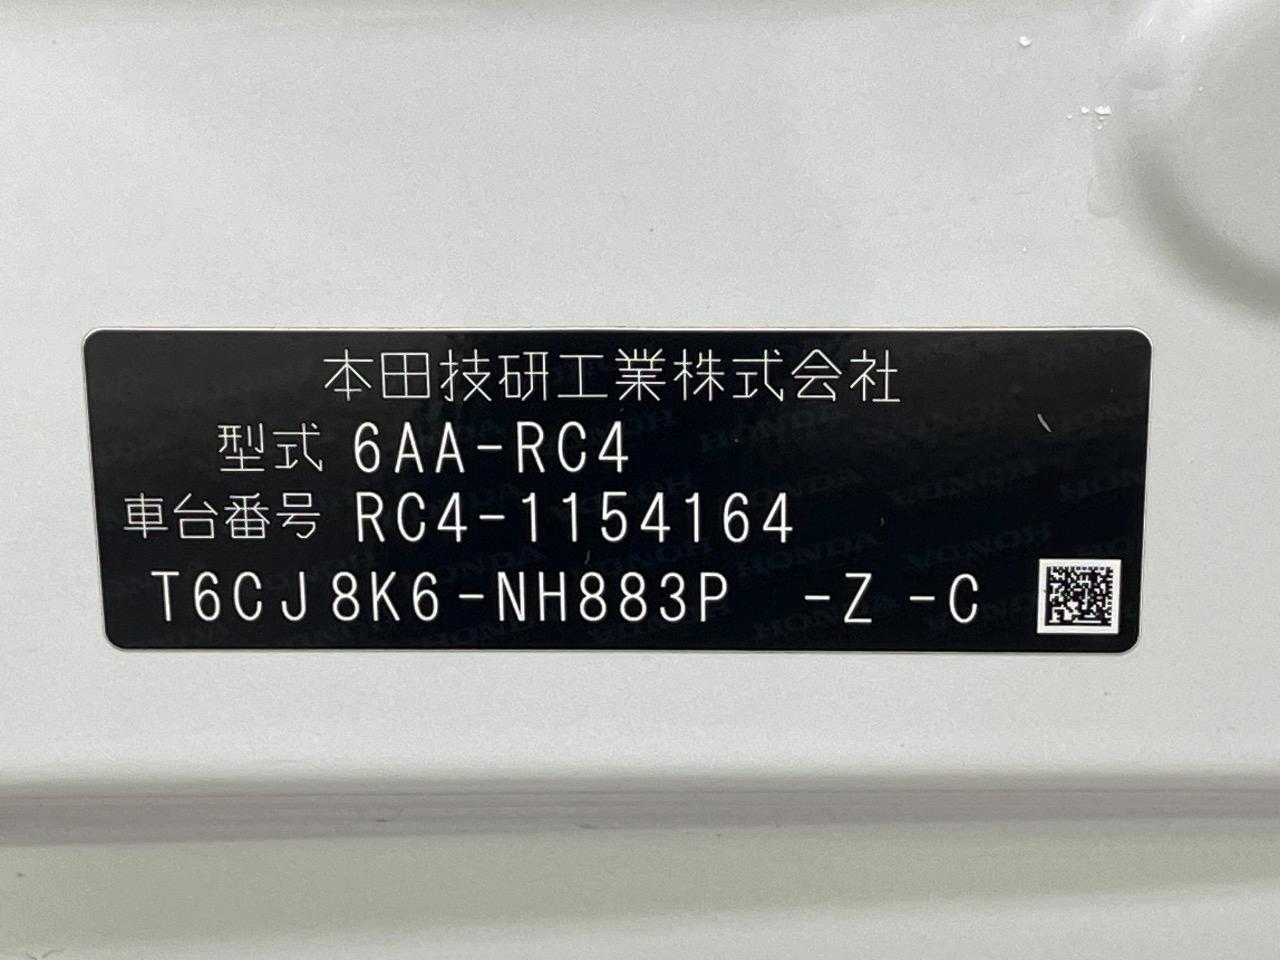 本田技研工業株式会社
型式 6AA-RC4
車台番号 RC4-1154164
T6CJ8K6-NH883P -Z -C